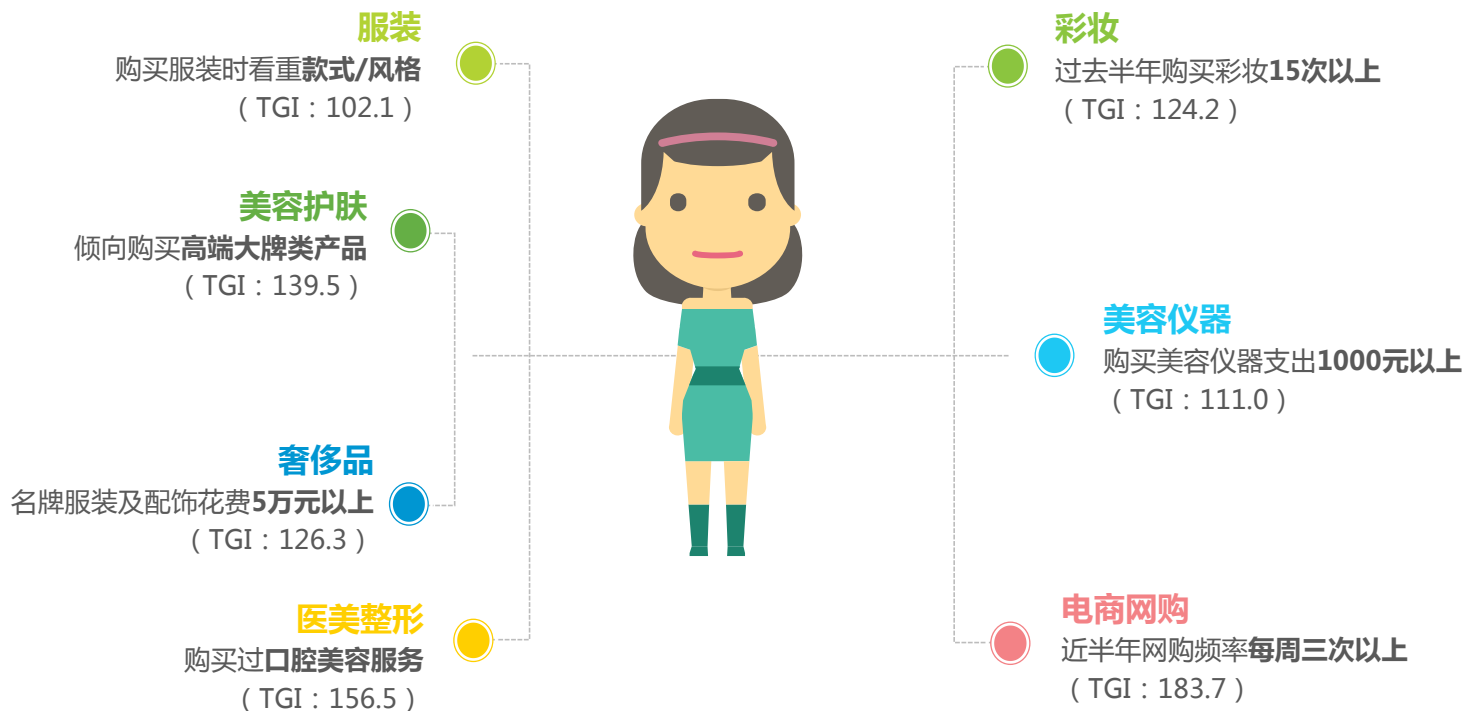 服装
购买服装时看重款式/风格
（TGI：102.1）
美容护肤
倾向购买高端大牌类产品
（TGI：139.5）
奢侈品
名牌服装及配饰花费5万元以上
（TGI：126.3）
医美整形
购买过口腔美容服务
（TGI：156.5）
彩妆
过去半年购买彩妆15次以上
（TGI：124.2）
美容仪器
购买美容仪器支出1000元以上
（TGI：111.0）
电商网购
近半年网购频率每周三次以上
（TGI：183.7）